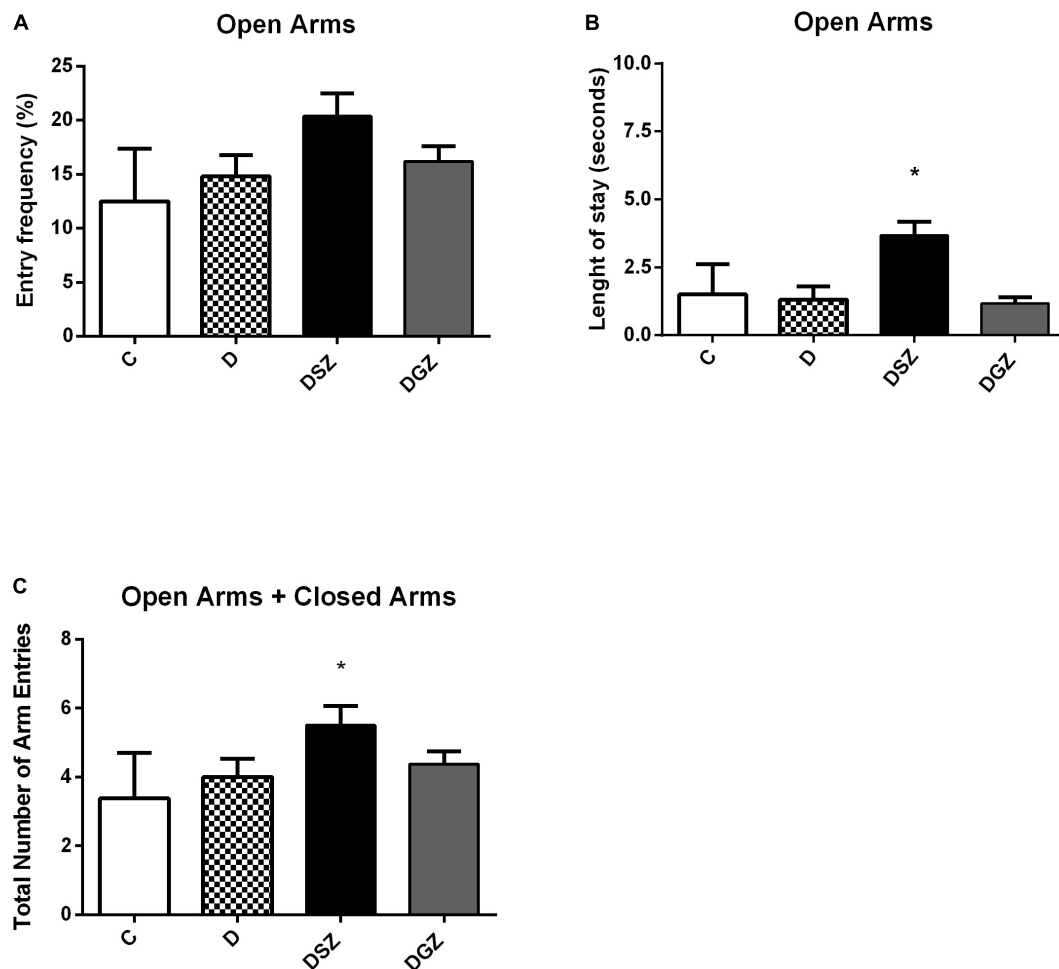 A
Open Arms
Entry frequency (%)
25
20
15
10
5
0
C
D
DSZ
DGZ
B
Open Arms
Lenght of stay (seconds)
10.0
7.5
5.0
2.5
0.0
*
C
D
DSZ
DGZ
C
Open Arms + Closed Arms
Total Number of Arm Entries
8
6
4
2
0
*
C
D
DSZ
DGZ